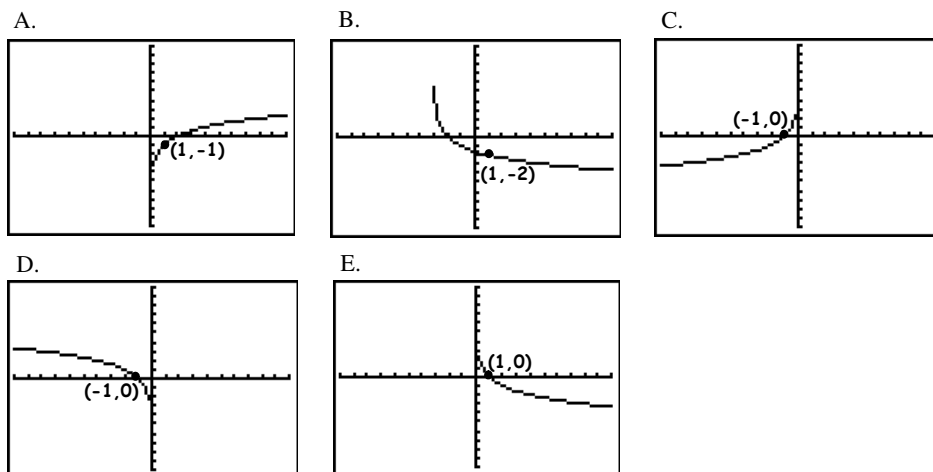 A.
B.
C.
(1,-1)
(1,-2)
(-1,0)
D.
E.
(-1,0)
(1,0)